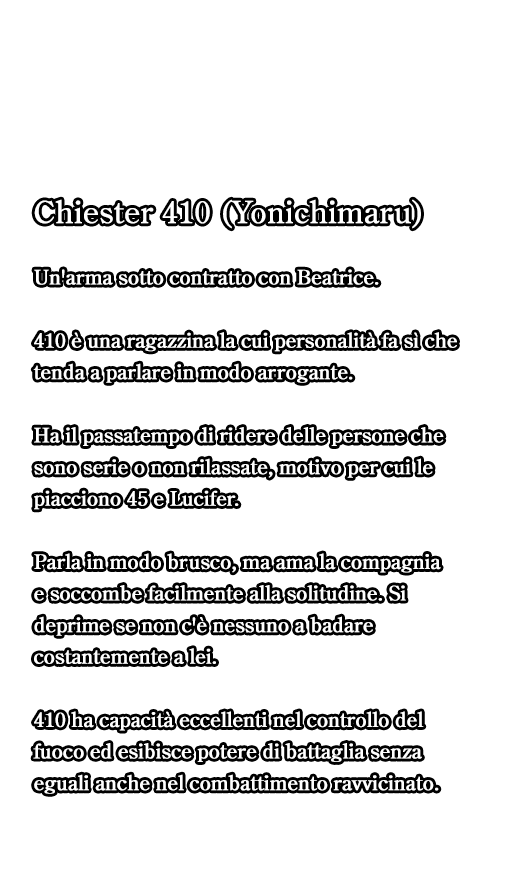 Chiester 410 (Yonichimaru)
Un'arma sotto contratto con Beatrice.
410 è una ragazzina la cui personalità fa sì che
tenda a parlare in modo arrogante.
Ha il passatempo di ridere delle persone che
sono serie o non rilassate, motivo per cui le
piacciono 45 e Lucifer.
Parla in modo brusco, ma ama la compagnia
e soccombe facilmente alla solitudine. Si
deprime se non c'è nessuno a badare
costantemente a lei.
410 ha capacità eccellenti nel controllo del
fuoco ed esibisce potere di battaglia senza
eguali anche nel combattimento ravvicinato.